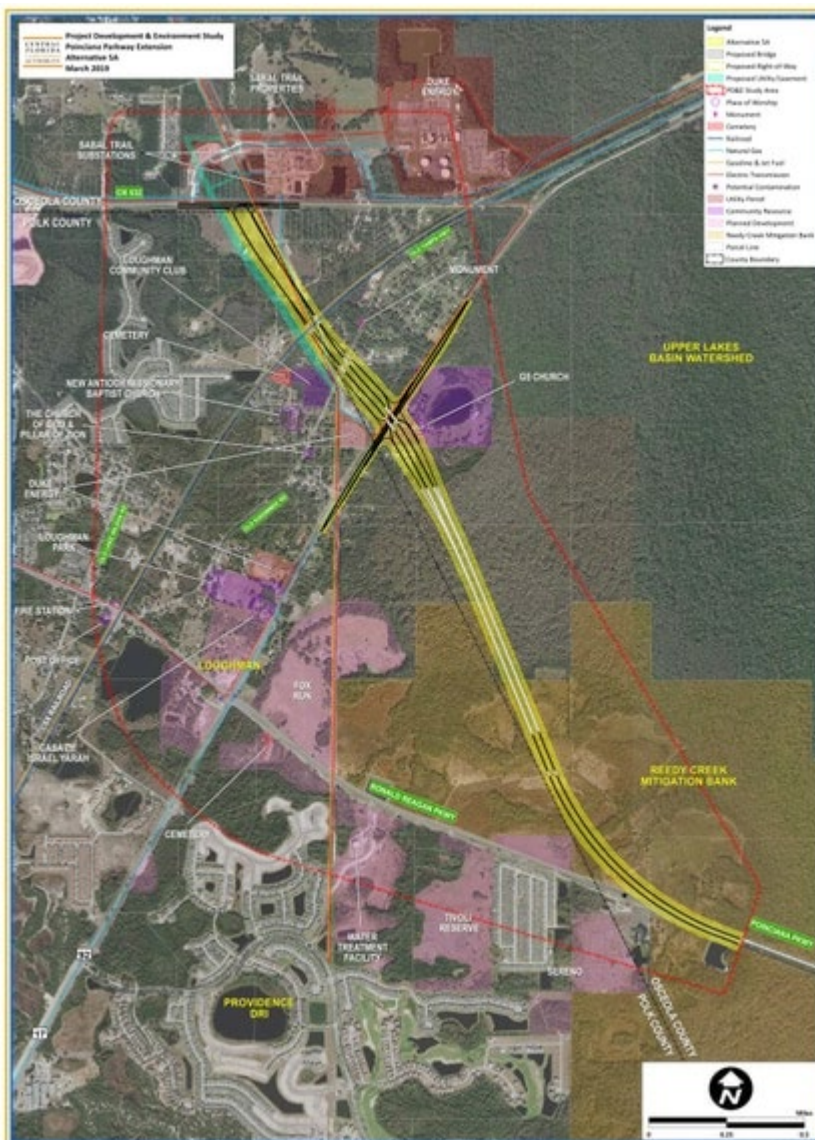 CENTRAL
FLORIDA
AUTHORITY
Project Development & Environment Study
Poinciana Parkway Extension
Alternative 5A
March 2019
Legend
Alternative 5A
Proposed Bridge
Proposed Right-of-Way
Proposed Utility Easement
PD&E Study Area
Place of Worship
Monument
Cemetery
Railroad
Natural Gas
Gasoline & Jet Fuel
Electric Transmission
Potential Contamination
Utility Parcel
Community Resource
Planned Development
Reedy Creek Mitigation Bank
Parcel Line
County Boundary
SABAL TRAIL
PROPERTIES
DUKE
ENERGY
SABAL TRAIL
SUBSTATIONS
OSCEOLA COUNTY
CR 532
POLK COUNTY
LOUGHMAN
COMMUNITY CLUB
MONUMENT
CEMETERY
UPPER LAKES
BASIN WATERSHED
NEW ANTIOCH MISSIONARY
BAPTIST CHURCH
THE CHURCH
OF GOD &
PILLAR OF ZION
DUKE
ENERGY
LOUGHMAN
PARK
FIRE STATION
POST OFFICE
CSX RAILROAD
LOUGHMAN
FOX
RUN
CASA DE
ISRAEL YARAH
REEDY CREEK
MITIGATION BANK
RONALD REAGAN PKWY
CEMETERY
TIVOLI
RESERVE
WATER
TREATMENT
FACILITY
SERENO
POINCIANA PKWY
PROVIDENCE
DRI
OSCEOLA COUNTY
POLK COUNTY
92
17
N
Miles
0
0.25
0.5